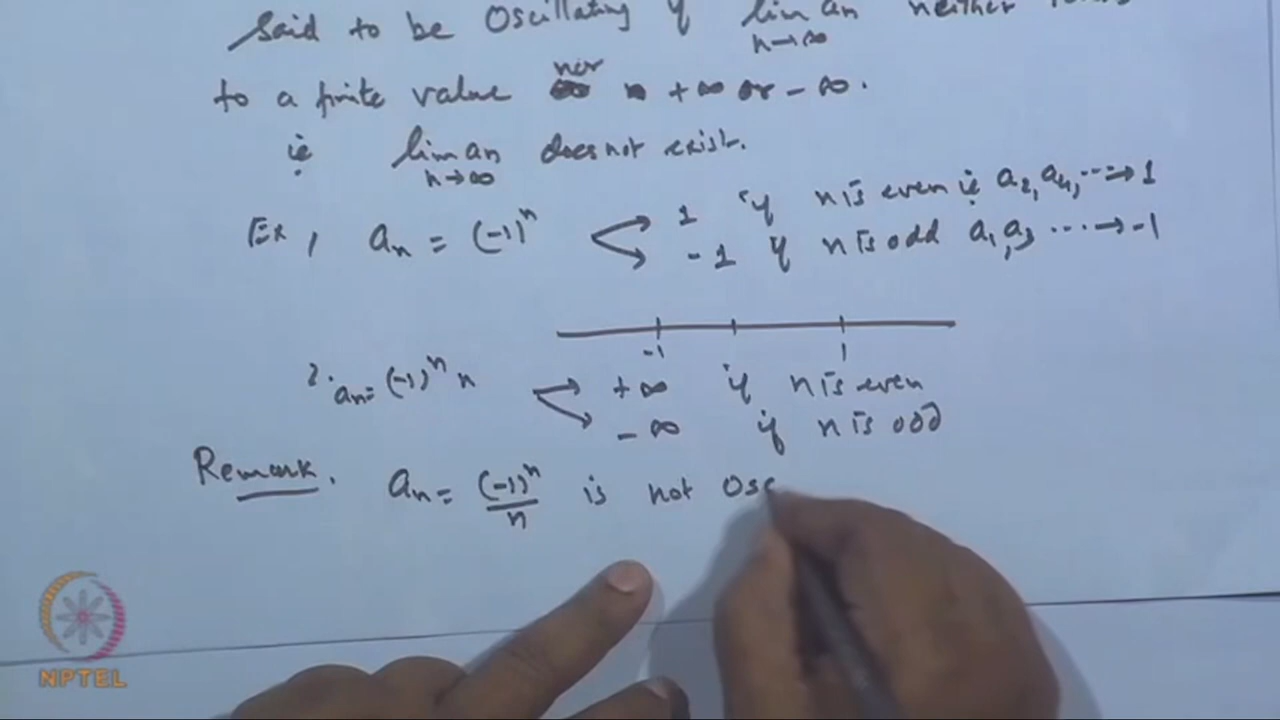 Said to be Oscillating if lim an neither tends
n→∞
to a finite value nor +∞ or -∞.
ie lim an does not exist.
n→∞
Ex, an = (-1)^n 1 if n is even ie a2, a4, ...→1
-1 if n is odd a1, a3 ...→-1
-1 1
2. an= (-1)^n n +∞ if n is even
-∞ if n is odd
Remark. an = (-1)^n/n is not Osc
NPTEL